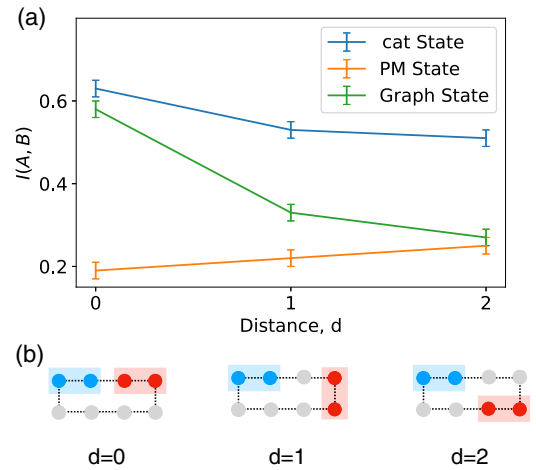 (a)
cat State
PM State
Graph State
I(A, B)
0.6
0.4
0.2
0
1
2
Distance, d
(b)
d=0
d=1
d=2